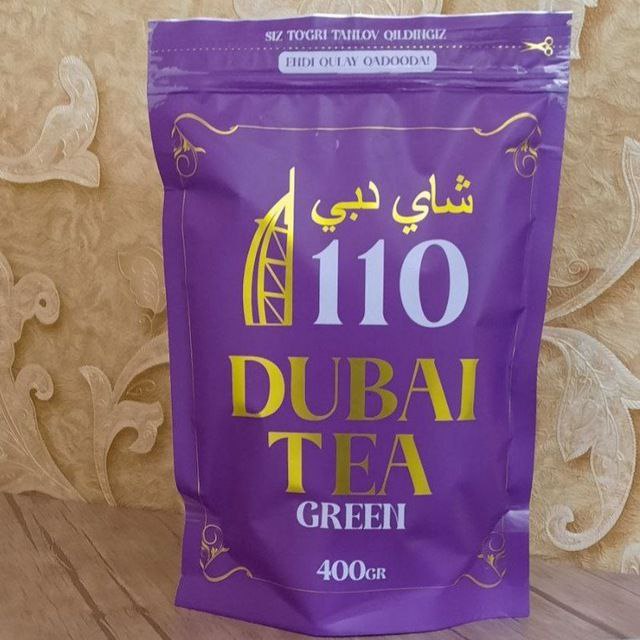 SIZ TO'G'RI TANLOV QILDINGIZ
ENDI QULAY QADOQDA!
شاي دبي
110
DUBAI
TEA
GREEN
400GR